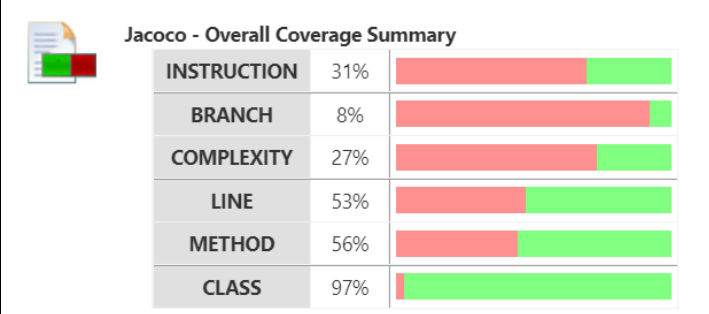 Jacoco - Overall Coverage Summary
INSTRUCTION 31%
BRANCH 8%
COMPLEXITY 27%
LINE 53%
METHOD 56%
CLASS 97%